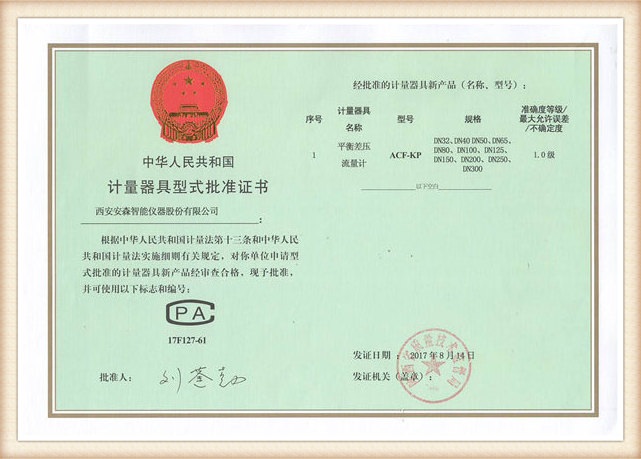 中华人民共和国
计量器具型式批准证书
西安安森智能仪器股份有限公司：
根据中华人民共和国计量法第十三条和中华人民
共和国计量法实施细则有关规定，对你单位申请型
式批准的计量器具新产品经审查合格，现予批准，
并可使用以下标志和编号：
CPA
17F127-61
批准人：
经批准的计量器具新产品（名称、型号）：
序号 计量器具名称 型号 规格 准确度等级/最大允许误差/不确定度
1 平衡差压流量计 ACF-KP DN32、DN40 DN50、DN65、 1.0 级
DN80、DN100、DN125、
DN150、DN200、DN250、
DN300
以下空白
发证日期：2017年8月14日
发证机关（盖章）：